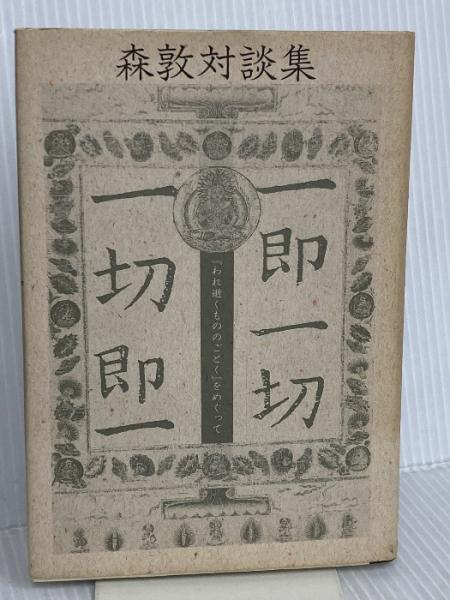 森敦対談集
一即一切
一切即一
『われ逝くもののごとく』をめぐって